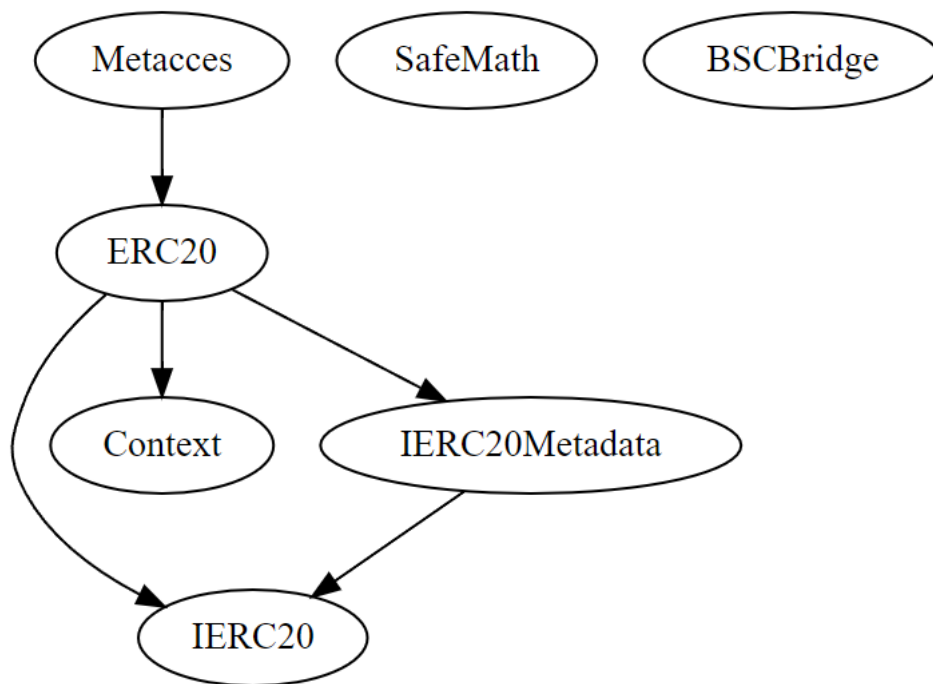 Metacces
SafeMath
BSCBridge
ERC20
Context
IERC20Metadata
IERC20